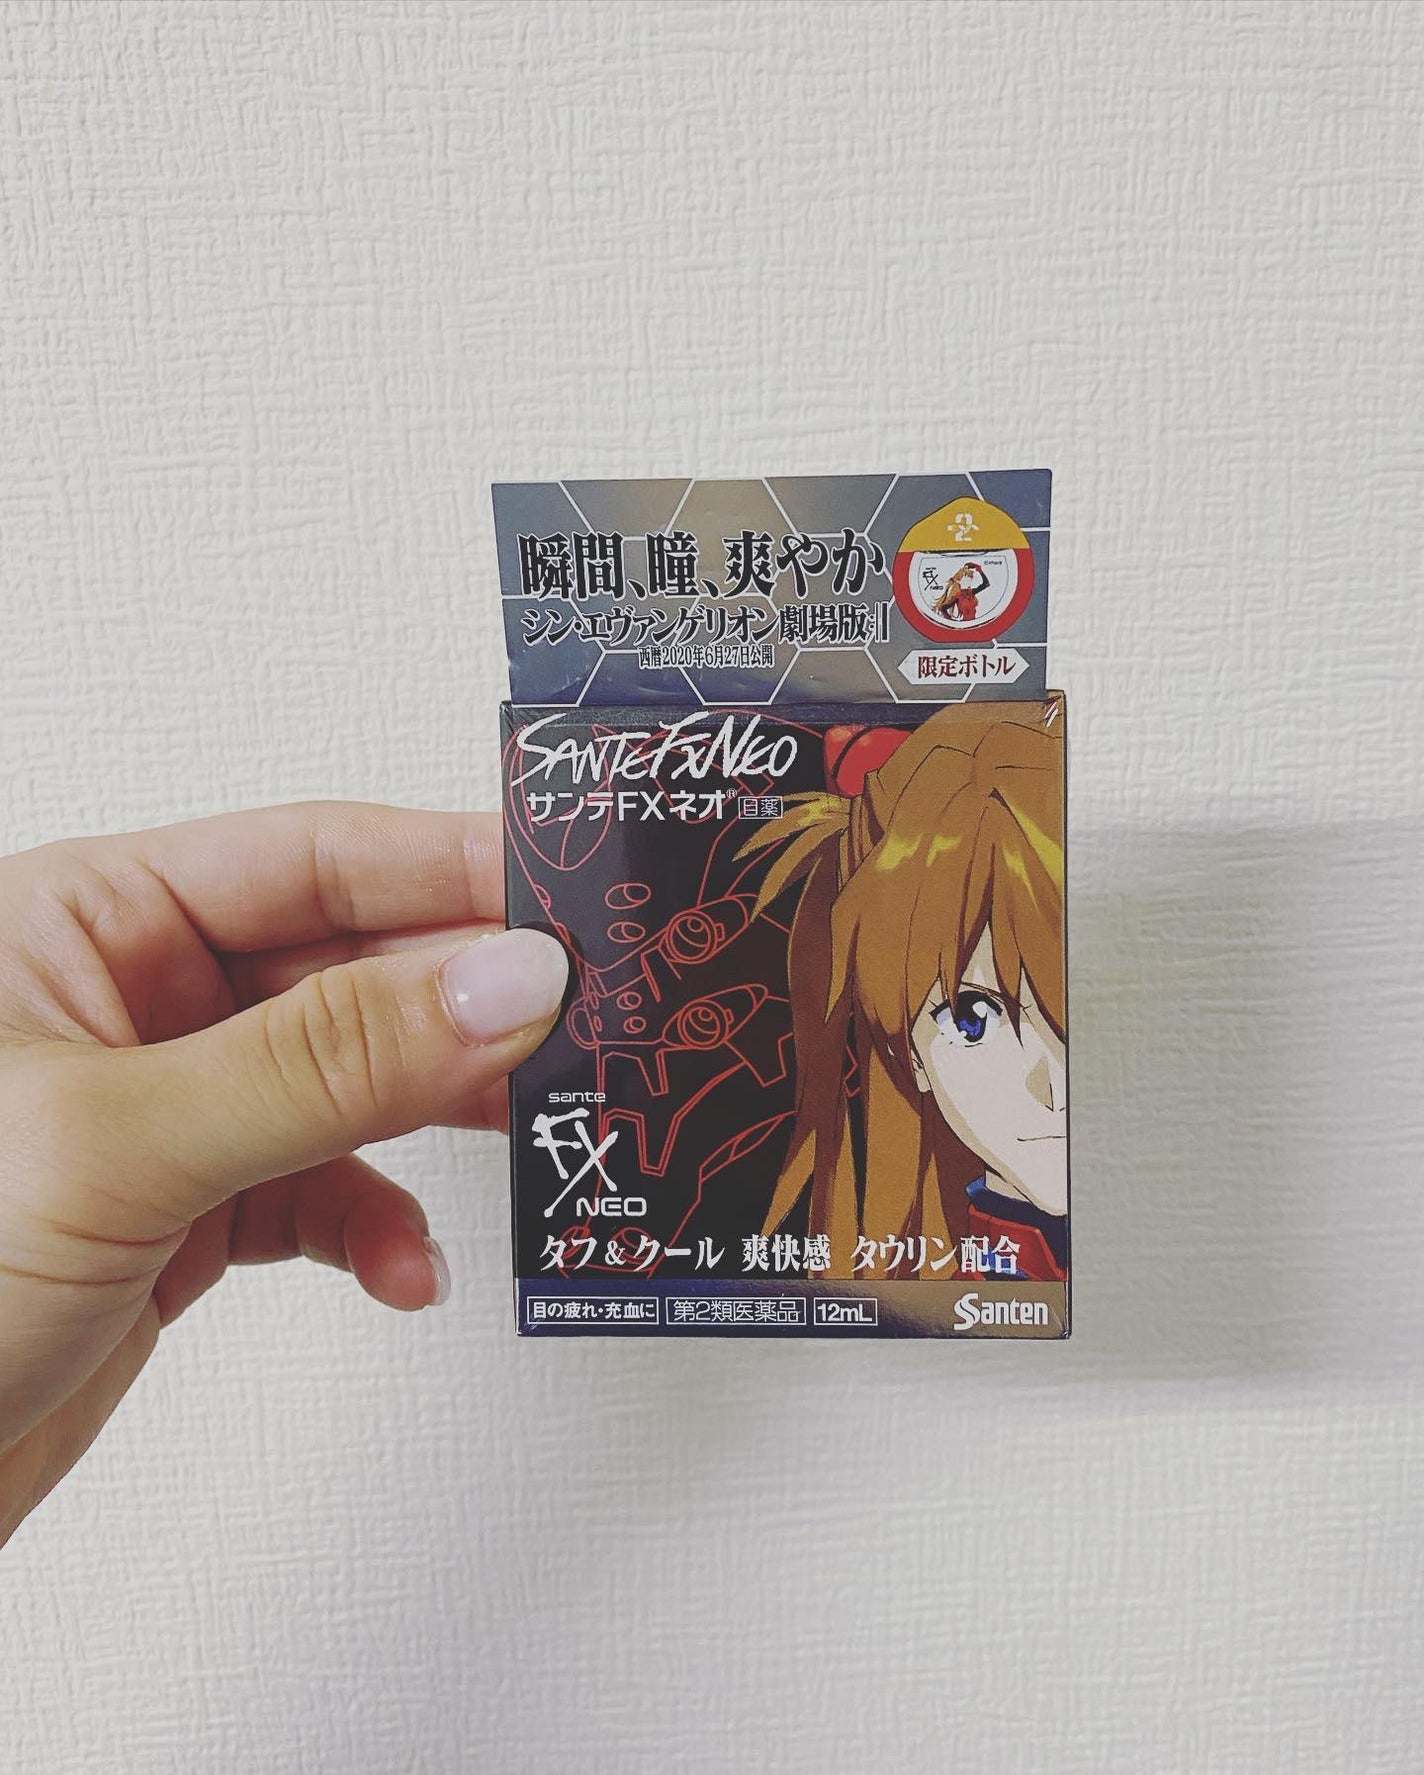 瞬間、瞳、爽やか
シン・エヴァンゲリオン劇場版:||
西暦2020年6月27日公開
2
FX
NEO
限定ボトル
SANTEFXNEO
サンテFXネオ® 目薬
sante
FX
NEO
タフ&クール 爽快感 タウリン配合
目の疲れ・充血に 第2類医薬品 12mL Santen